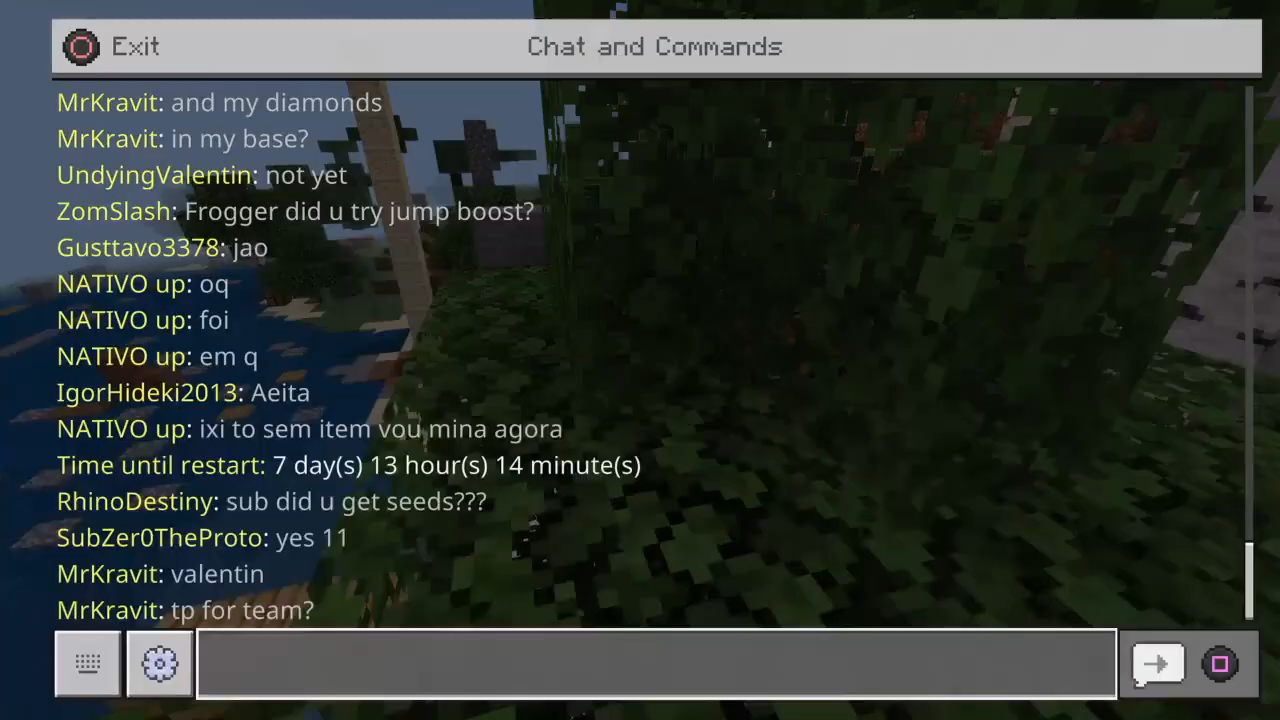 Exit
Chat and Commands
MrKravit: and my diamonds
MrKravit: in my base?
UndyingValentin: not yet
ZomSlash: Frogger did u try jump boost?
Gusttavo3378: jao
NATIVO up: oq
NATIVO up: foi
NATIVO up: em q
IgorHideki2013: Aeita
NATIVO up: ixi to sem item vou mina agora
Time until restart: 7 day(s) 13 hour(s) 14 minute(s)
RhinoDestiny: sub did u get seeds???
SubZer0TheProto: yes 11
MrKravit: valentin
MrKravit: tp for team?